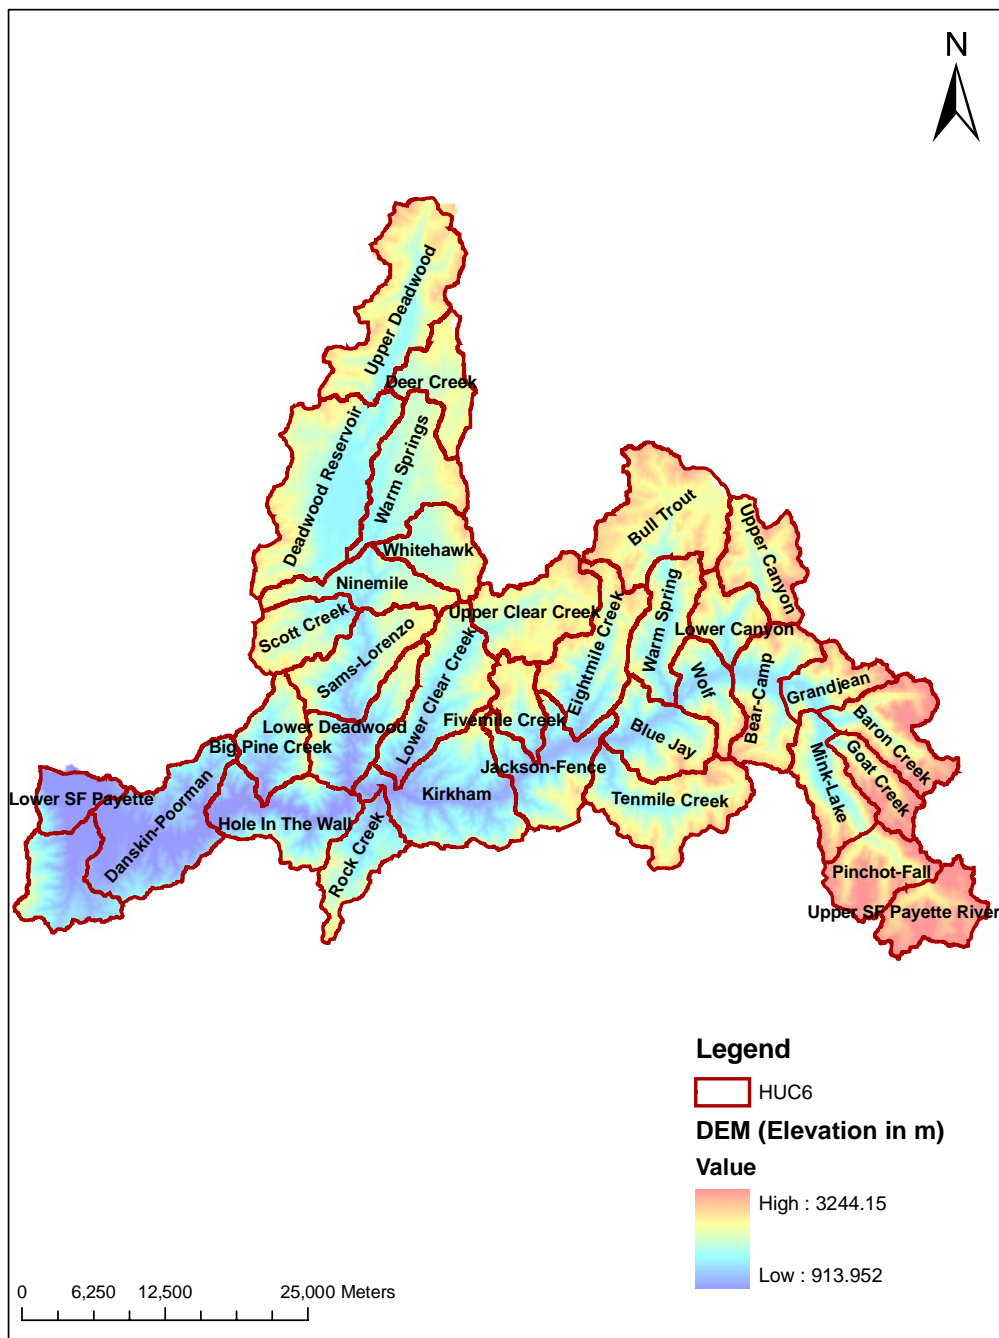 N
Upper Deadwood
Deer Creek
Deadwood Reservoir
Warm Springs
Whitehawk
Ninemile
Scott Creek
Sams-Lorenzo
Upper Clear Creek
Lower Clear Creek
Eightmile Creek
Bull Trout
Upper Canyon
Warm Spring
Lower Canyon
Wolf
Bear-Camp
Grandjean
Baron Creek
Goat Creek
Mink-Lake
Fivemile Creek
Blue Jay
Lower Deadwood
Big Pine Creek
Jackson-Fence
Kirkham
Tenmile Creek
Lower SF Payette
Danskin-Poorman
Hole In The Wall
Rock Creek
Pinchot-Fall
Upper SF Payette River
Legend
HUC6
DEM (Elevation in m)
Value
High : 3244.15
Low : 913.952
0 6,250 12,500 25,000 Meters